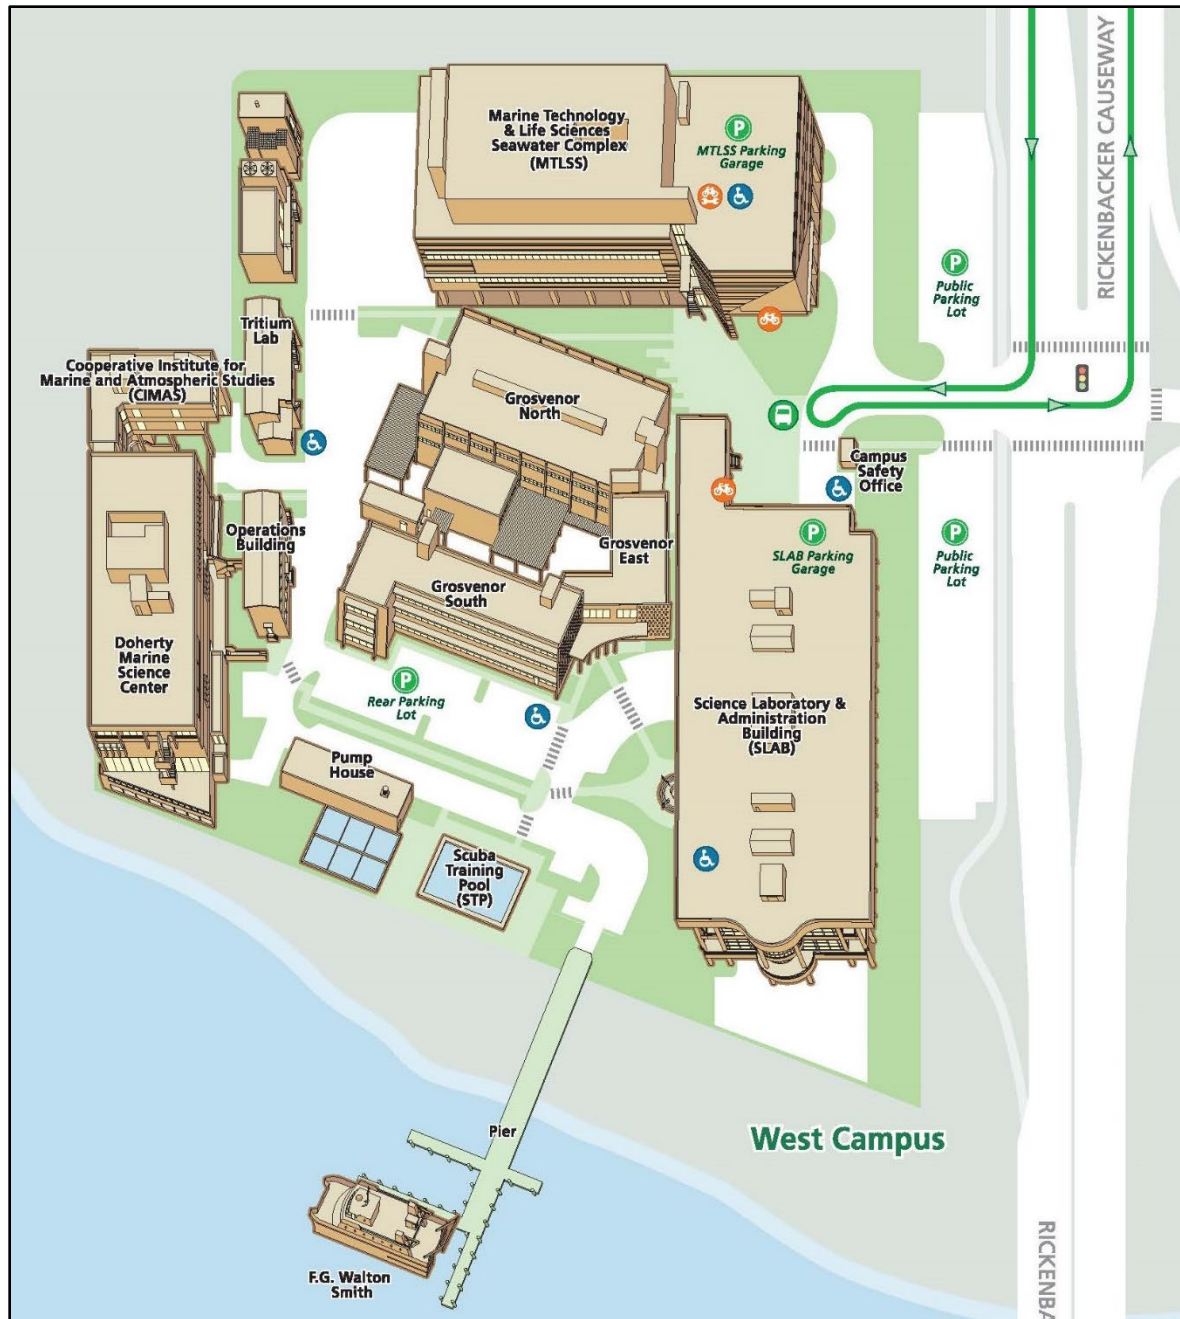 RICKENBACKER CAUSEWAY
Marine Technology
& Life Sciences
Seawater Complex
(MTLSS)
P
MTLSS Parking
Garage
P
Public
Parking
Lot
Tritium
Lab
Cooperative Institute for
Marine and Atmospheric Studies
(CIMAS)
Grosvenor
North
Campus
Safety
Office
Operations
Building
Grosvenor
East
P
SLAB Parking
Garage
P
Public
Parking
Lot
Grosvenor
South
Doherty
Marine
Science
Center
P
Rear Parking
Lot
Science Laboratory &
Administration
Building
(SLAB)
Pump
House
Scuba
Training
Pool
(STP)
Pier
West Campus
F.G. Walton
Smith
RICKENBA